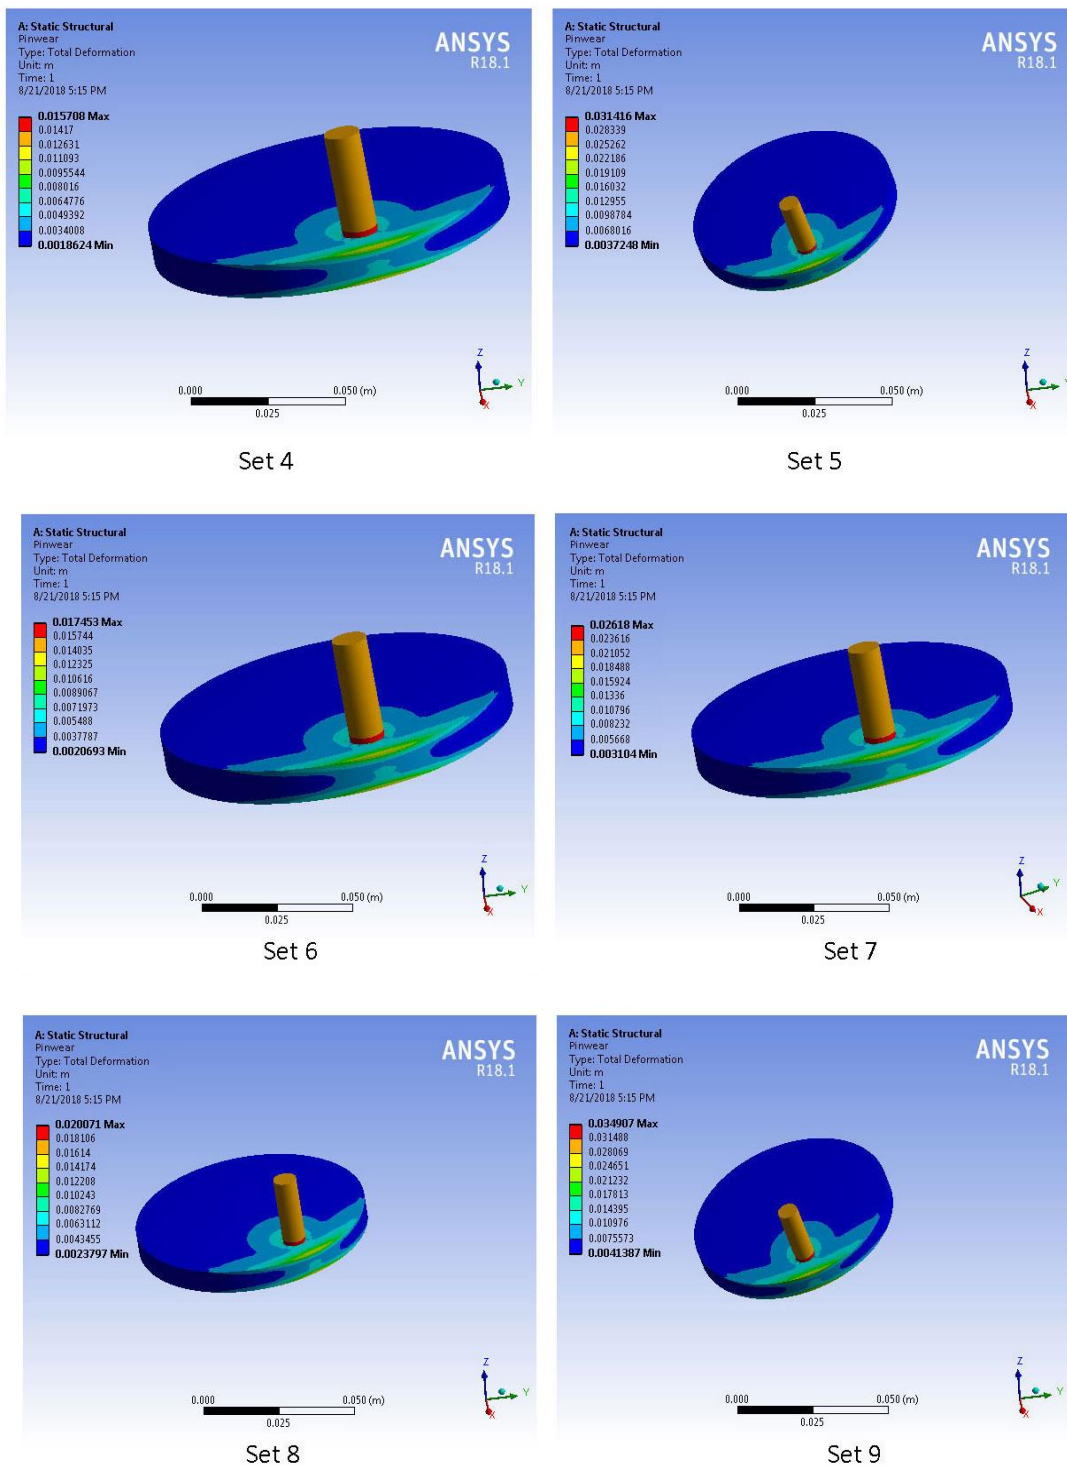 A: Static Structural
Pinwear
Type: Total Deformation
Unit: m
Time: 1
8/21/2018 5:15 PM
ANSYS
R18.1
0.015708 Max
0.01417
0.012631
0.011093
0.0095544
0.008016
0.0064776
0.0049392
0.0034008
0.0018624 Min
Z
Y
X
0.000
0.050 (m)
0.025
Set 4
A: Static Structural
Pinwear
Type: Total Deformation
Unit: m
Time: 1
8/21/2018 5:15 PM
ANSYS
R18.1
0.031416 Max
0.028339
0.025262
0.022186
0.019109
0.016032
0.012955
0.0098784
0.0068016
0.0037248 Min
Z
Y
X
0.000
0.050 (m)
0.025
Set 5
A: Static Structural
Pinwear
Type: Total Deformation
Unit: m
Time: 1
8/21/2018 5:15 PM
ANSYS
R18.1
0.017453 Max
0.015744
0.014035
0.012325
0.010616
0.0089067
0.0071973
0.005488
0.0037787
0.0020693 Min
Z
Y
X
0.000
0.050 (m)
0.025
Set 6
A: Static Structural
Pinwear
Type: Total Deformation
Unit: m
Time: 1
8/21/2018 5:15 PM
ANSYS
R18.1
0.02618 Max
0.023616
0.021052
0.018488
0.015924
0.01336
0.010796
0.008232
0.005668
0.003104 Min
Z
Y
X
0.000
0.050 (m)
0.025
Set 7
A: Static Structural
Pinwear
Type: Total Deformation
Unit: m
Time: 1
8/21/2018 5:15 PM
ANSYS
R18.1
0.020071 Max
0.018106
0.01614
0.014174
0.012208
0.010243
0.0082769
0.0063112
0.0043455
0.0023797 Min
Z
Y
X
0.000
0.050 (m)
0.025
Set 8
A: Static Structural
Pinwear
Type: Total Deformation
Unit: m
Time: 1
8/21/2018 5:15 PM
ANSYS
R18.1
0.034907 Max
0.031488
0.028069
0.024651
0.021232
0.017813
0.014395
0.010976
0.0075573
0.0041387 Min
Z
Y
X
0.000
0.050 (m)
0.025
Set 9